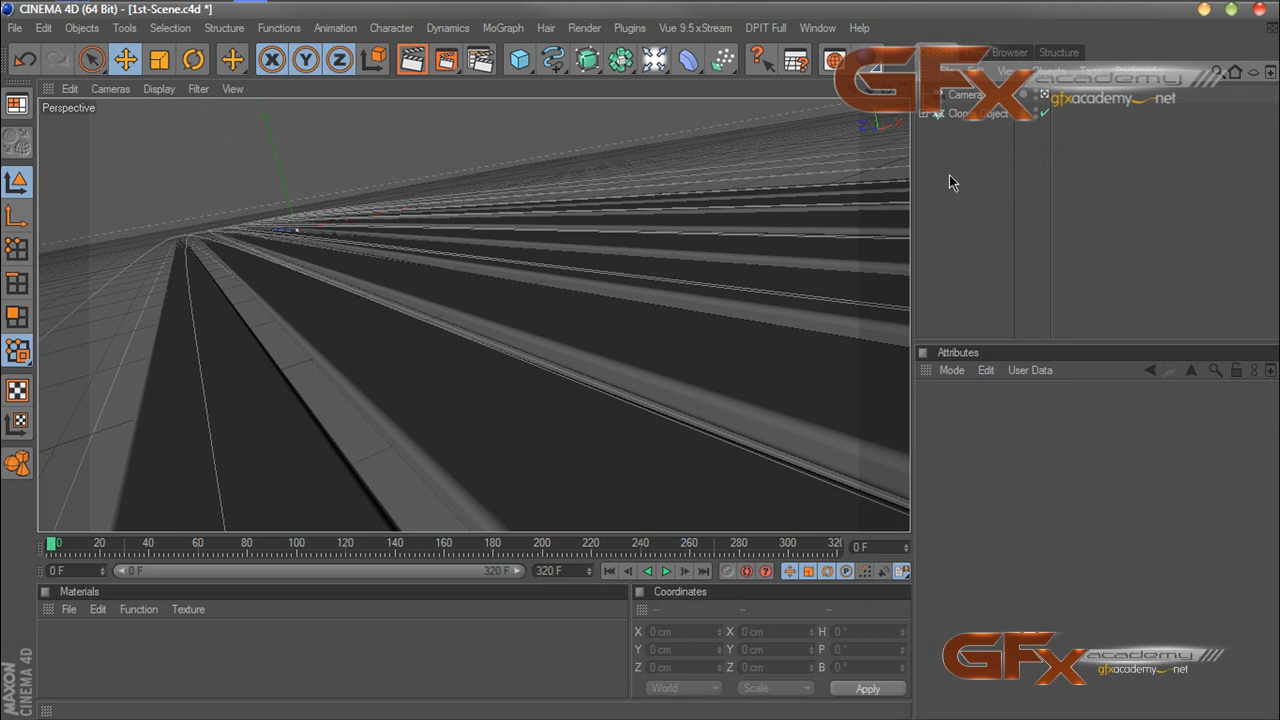 CINEMA 4D (64 Bit) - [1st-Scene.c4d *]
File Edit Objects Tools Selection Structure Functions Animation Character Dynamics MoGraph Hair Render Plugins Vue 9.5 xStream DPIT Full Window Help
Browser Structure
GFX academy
gfxacademy.net
Edit Cameras Display Filter View
View Objects Tags
Camera
Perspective
Z X
Cloner Object
Attributes
Mode Edit User Data
0 20 40 60 80 100 120 140 160 180 200 220 240 260 280 300 320 0 F
0 F 0 F 320 F 320 F
Materials
File Edit Function Texture
Coordinates
-- -- --
X 0 cm X 0 cm H 0 °
Y 0 cm Y 0 cm P 0 °
Z 0 cm Z 0 cm B 0 °
World Scale Apply
MAXON
CINEMA 4D
GFX academy
gfxacademy.net